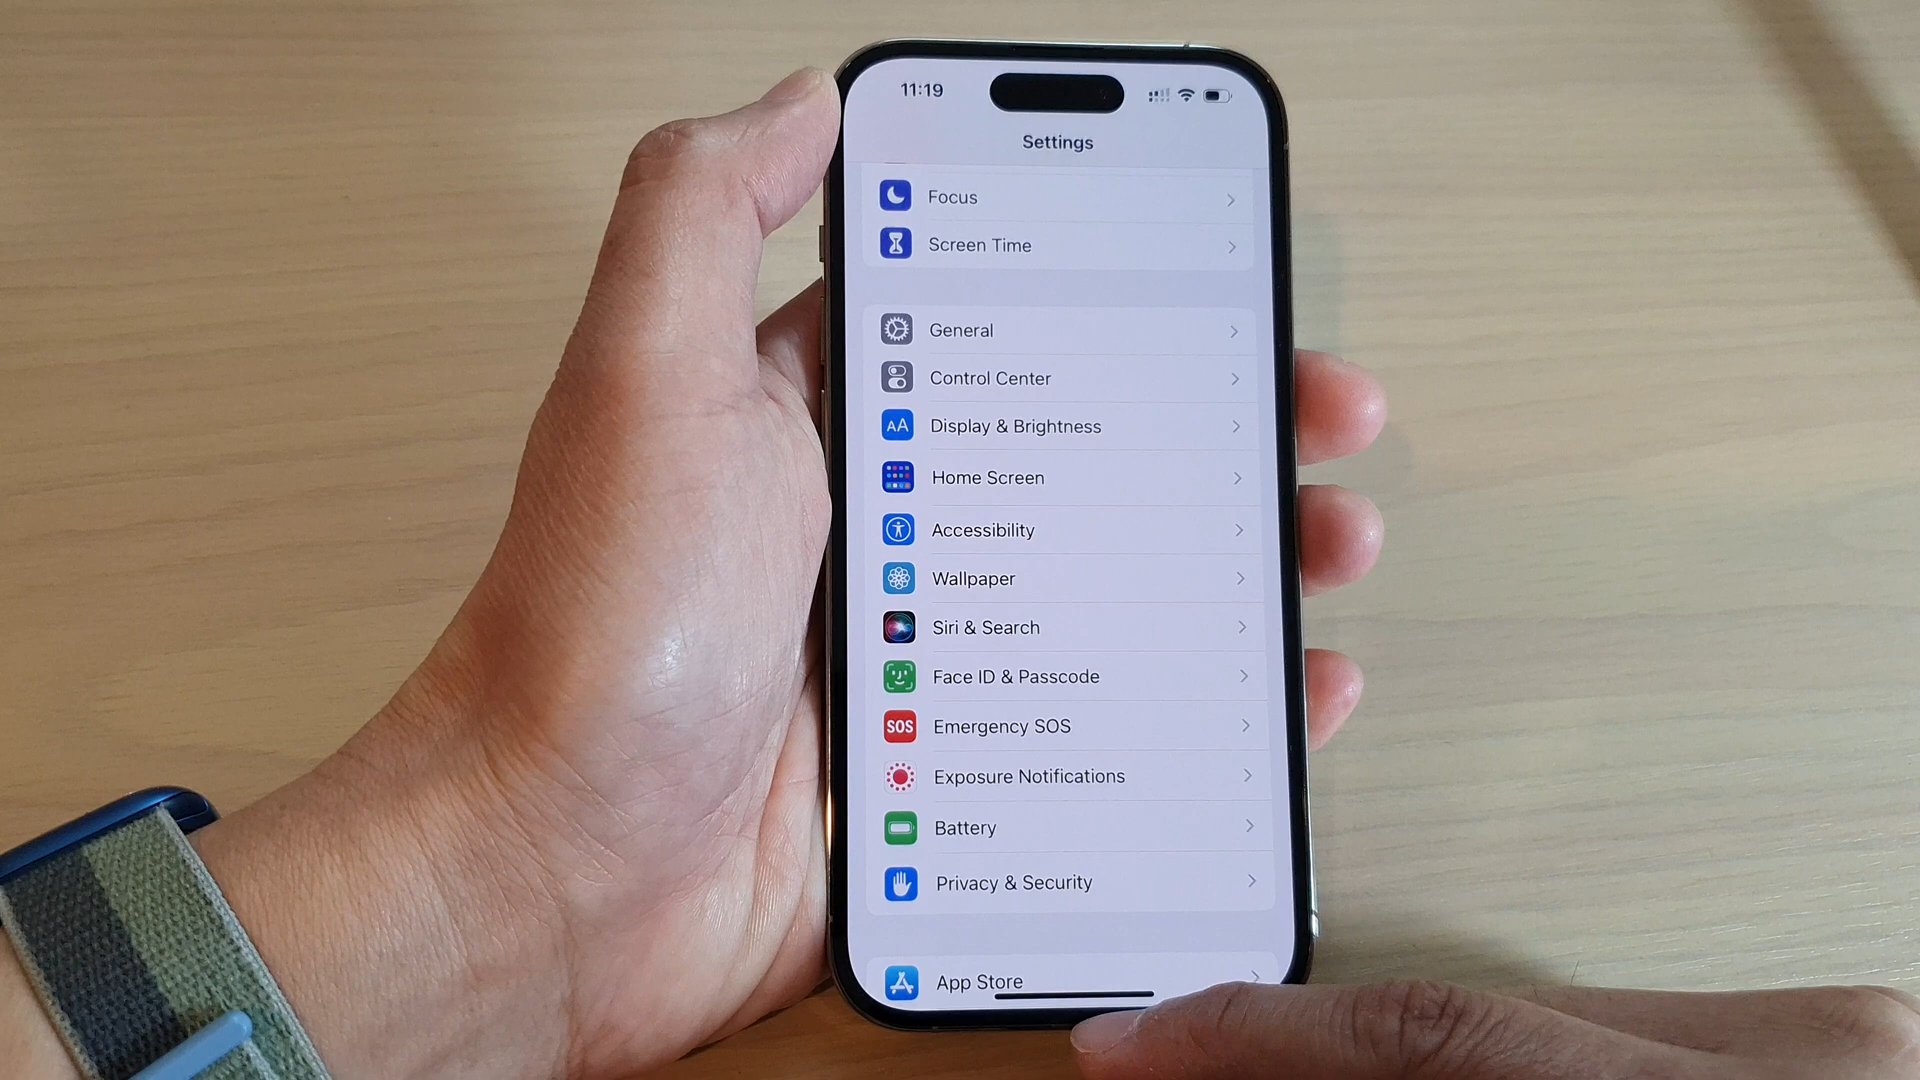 11:19
Settings
Focus
Screen Time
General
Control Center
AA Display & Brightness
Home Screen
Accessibility
Wallpaper
Siri & Search
Face ID & Passcode
SOS Emergency SOS
Exposure Notifications
Battery
Privacy & Security
App Store